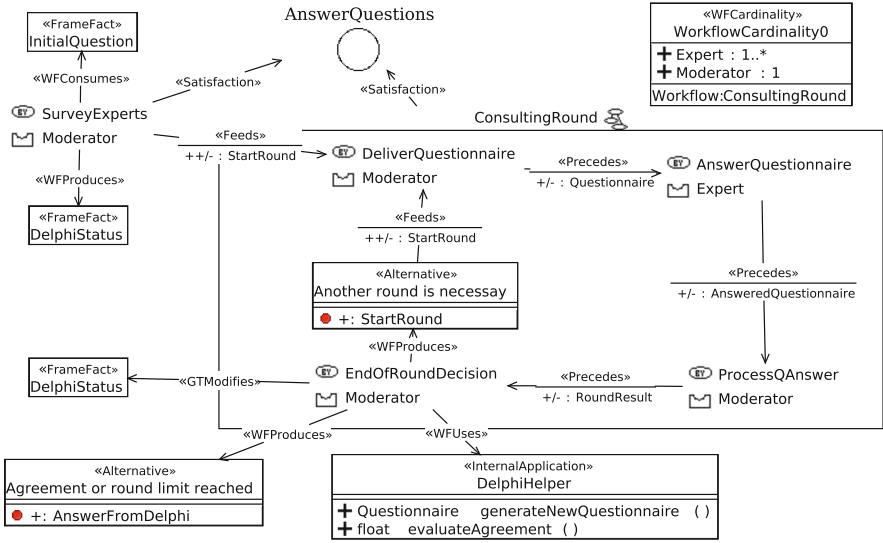 AnswerQuestions
«FrameFact»
InitialQuestion
«WFCardinality»
WorkflowCardinality0
Expert : 1..*
Moderator : 1
Workflow:ConsultingRound
«WFConsumes»
«Satisfaction»
«Satisfaction»
SurveyExperts
Moderator
ConsultingRound
«Feeds»
++/- : StartRound
DeliverQuestionnaire
Moderator
«Precedes»
+/- : Questionnaire
AnswerQuestionnaire
Expert
«WFProduces»
«FrameFact»
DelphiStatus
«Feeds»
++/- : StartRound
«Alternative»
Another round is necessay
+: StartRound
«Precedes»
+/- : AnsweredQuestionnaire
«WFProduces»
«FrameFact»
DelphiStatus
«GTModifies»
EndOfRoundDecision
Moderator
«Precedes»
+/- : RoundResult
ProcessQAnswer
Moderator
«WFProduces»
«WFUses»
«Alternative»
Agreement or round limit reached
+: AnswerFromDelphi
«InternalApplication»
DelphiHelper
Questionnaire generateNewQuestionnaire ()
float evaluateAgreement ()